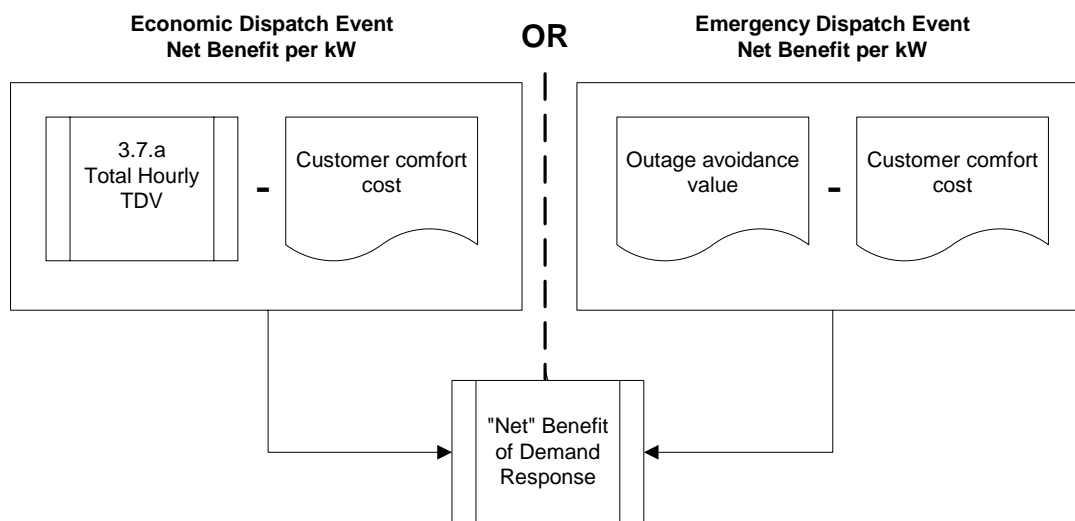 Economic Dispatch Event
Net Benefit per kW
OR
Emergency Dispatch Event
Net Benefit per kW
3.7.a
Total Hourly
TDV
-
Customer comfort
cost
Outage avoidance
value
-
Customer comfort
cost
"Net" Benefit
of Demand
Response